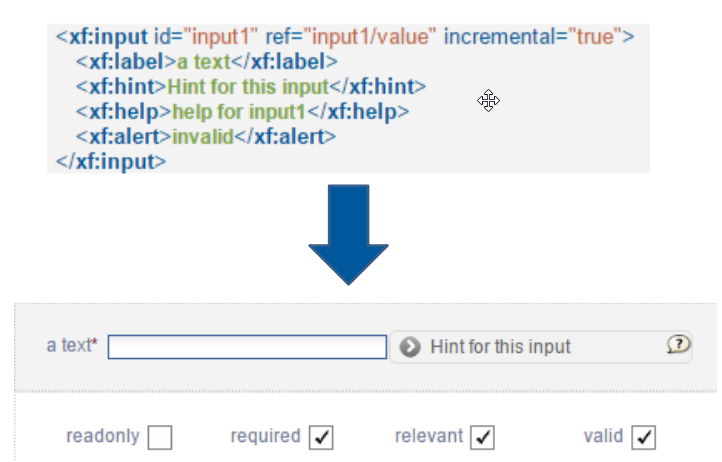 <xf:input id="input1" ref="input1/value" incremental="true">
<xf:label>a text</xf:label>
<xf:hint>Hint for this input</xf:hint>
<xf:help>help for input1</xf:help>
<xf:alert>invalid</xf:alert>
</xf:input>
a text* Hint for this input ?
readonly required relevant valid